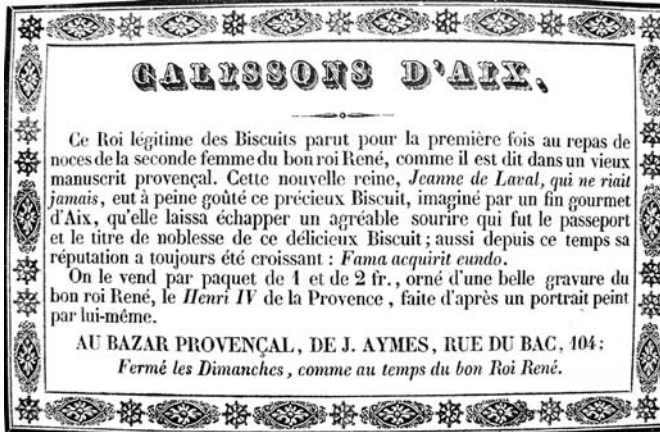 GALISSONS D'AIX,
Ce Roi légitime des Biscuits parut pour la première fois au repas de
noces de la seconde femme du bon roi René, comme il est dit dans un vieux
manuscrit provençal. Cette nouvelle reine, Jeanne de Laval, qui ne riait
jamais, eut à peine goûté ce précieux Biscuit, imaginé par un fin gourmet
d'Aix, qu'elle laissa échapper un agréable sourire qui fut le passeport
et le titre de noblesse de ce délicieux Biscuit ; aussi depuis ce temps sa
réputation a toujours été croissant : Fama acquirit eundo.
On le vend par paquet de 1 et de 2 fr., orné d'une belle gravure du
bon roi René, le Henri IV de la Provence, faite d'après un portrait peint
par lui-même.
AU BAZAR PROVENÇAL, DE J. AYMES, RUE DU BAC, 104;
Fermé les Dimanches, comme au temps du bon Roi René.